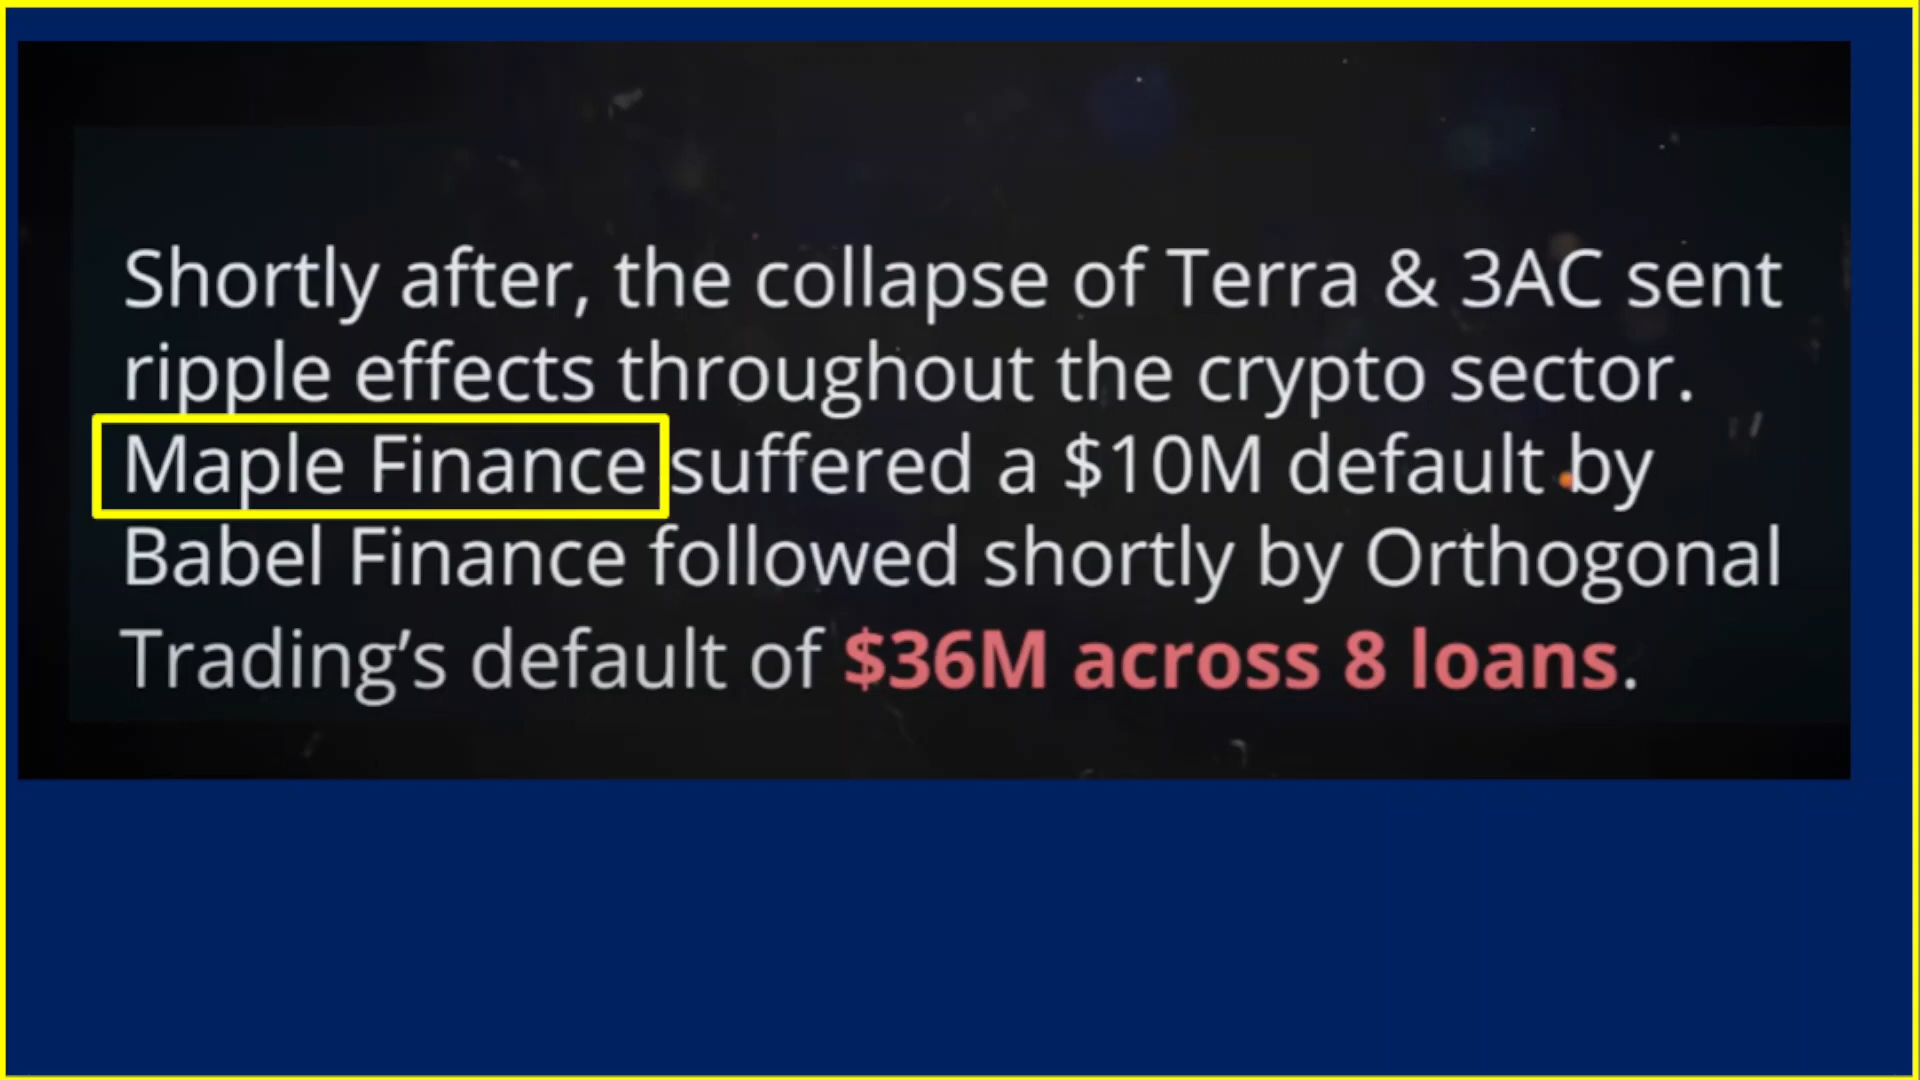 Shortly after, the collapse of Terra & 3AC sent
ripple effects throughout the crypto sector.
Maple Finance suffered a $10M default by
Babel Finance followed shortly by Orthogonal
Trading’s default of $36M across 8 loans.